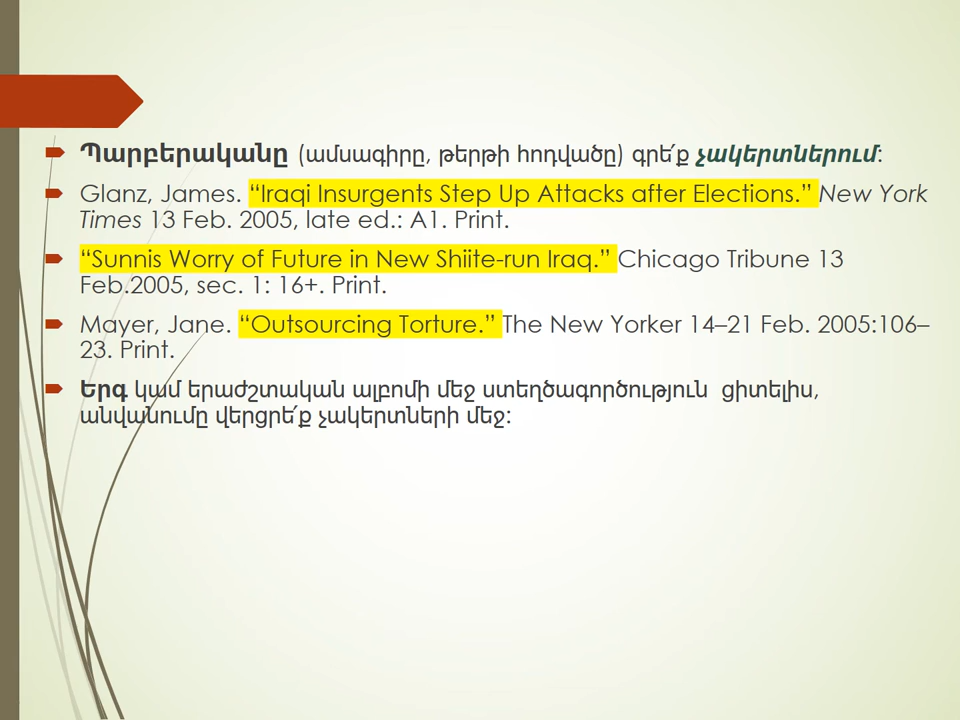 Պարբերականը (ամսագիրը, թերթի հոդվածը) գրե՛ք չակերտներում:
Glanz, James. “Iraqi Insurgents Step Up Attacks after Elections.” New York
Times 13 Feb. 2005, late ed.: A1. Print.
“Sunnis Worry of Future in New Shiite-run Iraq.” Chicago Tribune 13
Feb.2005, sec. 1: 16+. Print.
Mayer, Jane. “Outsourcing Torture.” The New Yorker 14–21 Feb. 2005:106–
23. Print.
Երգ կամ երաժշտական ալբոմի մեջ ստեղծագործություն ցիտելիս,
անվանումը վերցրե՛ք չակերտների մեջ: